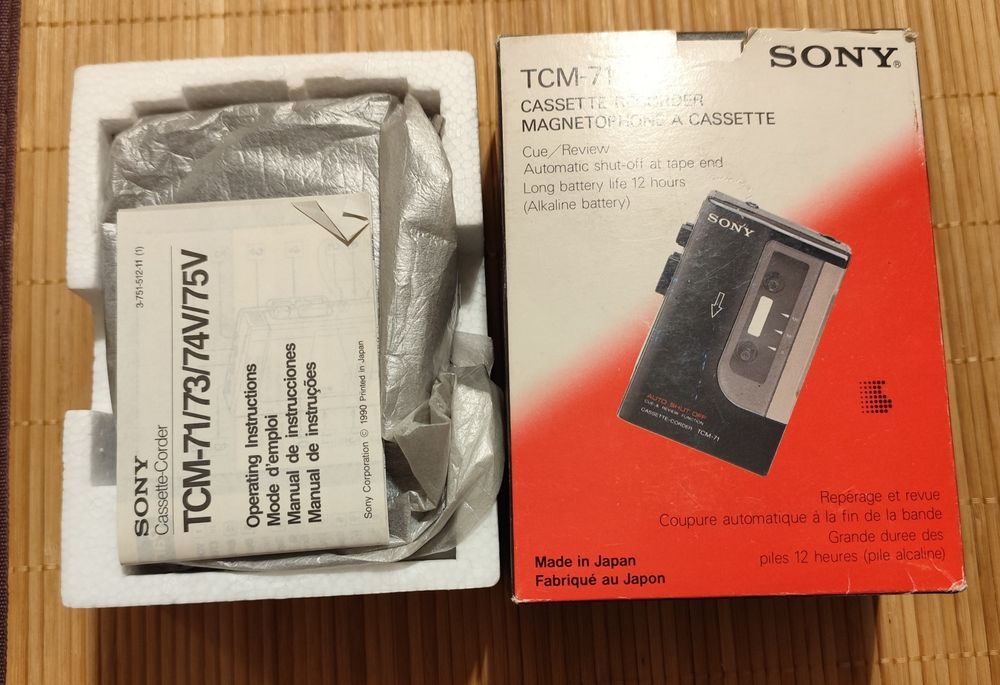 SONY
Cassette-Corder
3-751-512-11 (1)
TCM-71/73/74V/75V
Operating Instructions
Mode d'emploi
Manual de instrucciones
Manual de instruções
Sony Corporation © 1990 Printed in Japan
SONY®
TCM-71
CASSETTE RECORDER
MAGNETOPHONE A CASSETTE
Cue/Review
Automatic shut-off at tape end
Long battery life 12 hours
(Alkaline battery)
SONY
AUTO SHUT OFF
CUE & REVIEW FUNCTION
CASSETTE-CORDER TCM-71
Repérage et revue
Coupure automatique à la fin de la bande
Grande duree des
piles 12 heures (pile alcaline)
Made in Japan
Fabriqué au Japon